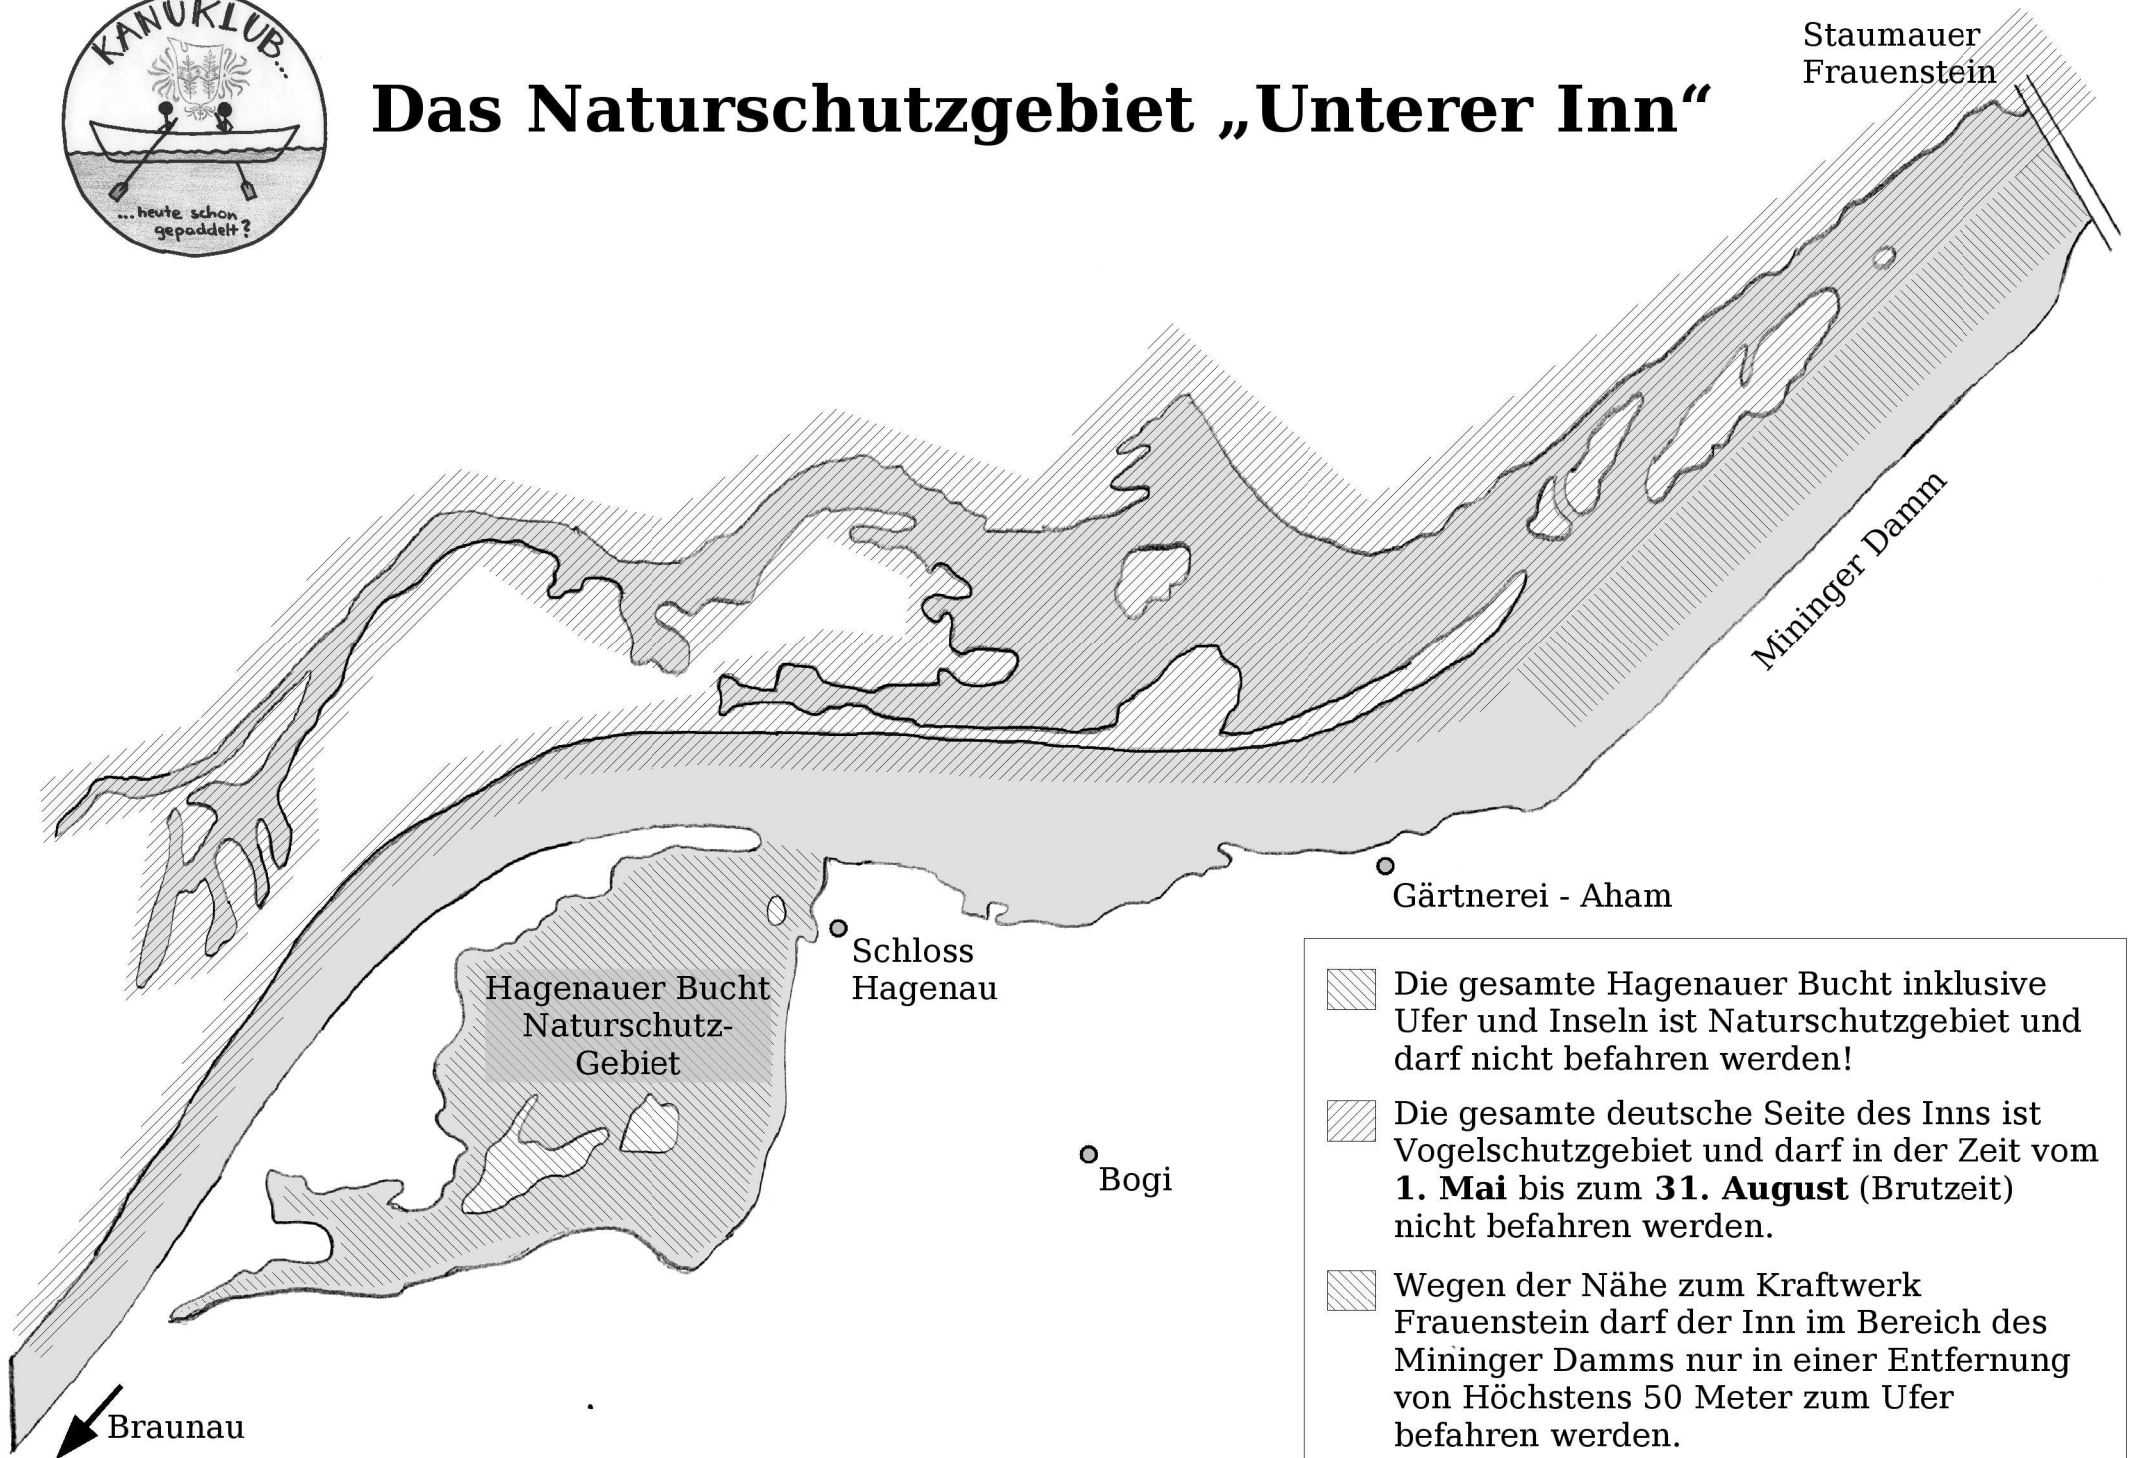 KANUKLUB...
...heute schon
gepaddelt?
Das Naturschutzgebiet „Unterer Inn“
Staumauer
Frauenstein
Mininger Damm
Gärtnerei - Aham
Schloss
Hagenau
Hagenauer Bucht
Naturschutz-
Gebiet
Bogi
Braunau
Die gesamte Hagenauer Bucht inklusive
Ufer und Inseln ist Naturschutzgebiet und
darf nicht befahren werden!
Die gesamte deutsche Seite des Inns ist
Vogelschutzgebiet und darf in der Zeit vom
1. Mai bis zum 31. August (Brutzeit)
nicht befahren werden.
Wegen der Nähe zum Kraftwerk
Frauenstein darf der Inn im Bereich des
Mininger Damms nur in einer Entfernung
von Höchstens 50 Meter zum Ufer
befahren werden.